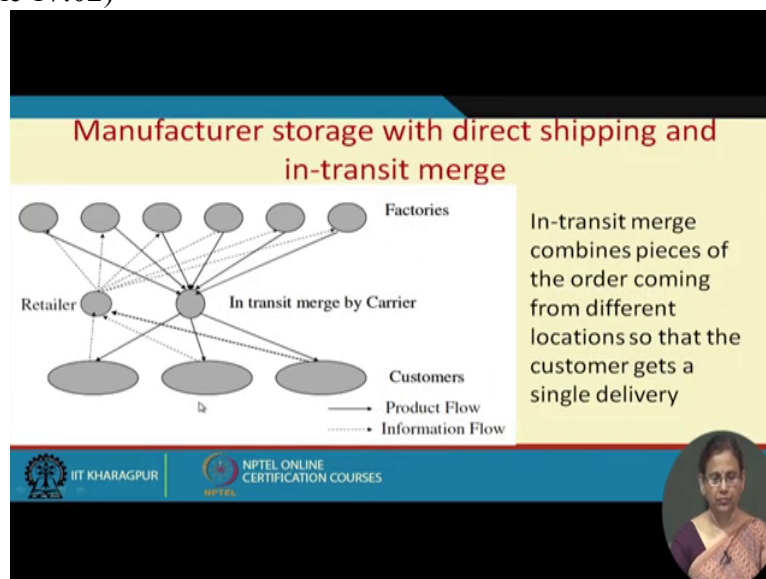 Manufacturer storage with direct shipping and
in-transit merge
Factories
Retailer
In transit merge by Carrier
Customers
Product Flow
Information Flow
In-transit merge
combines pieces of
the order coming
from different
locations so that the
customer gets a
single delivery
IIT KHARAGPUR
NPTEL
NPTEL ONLINE
CERTIFICATION COURSES